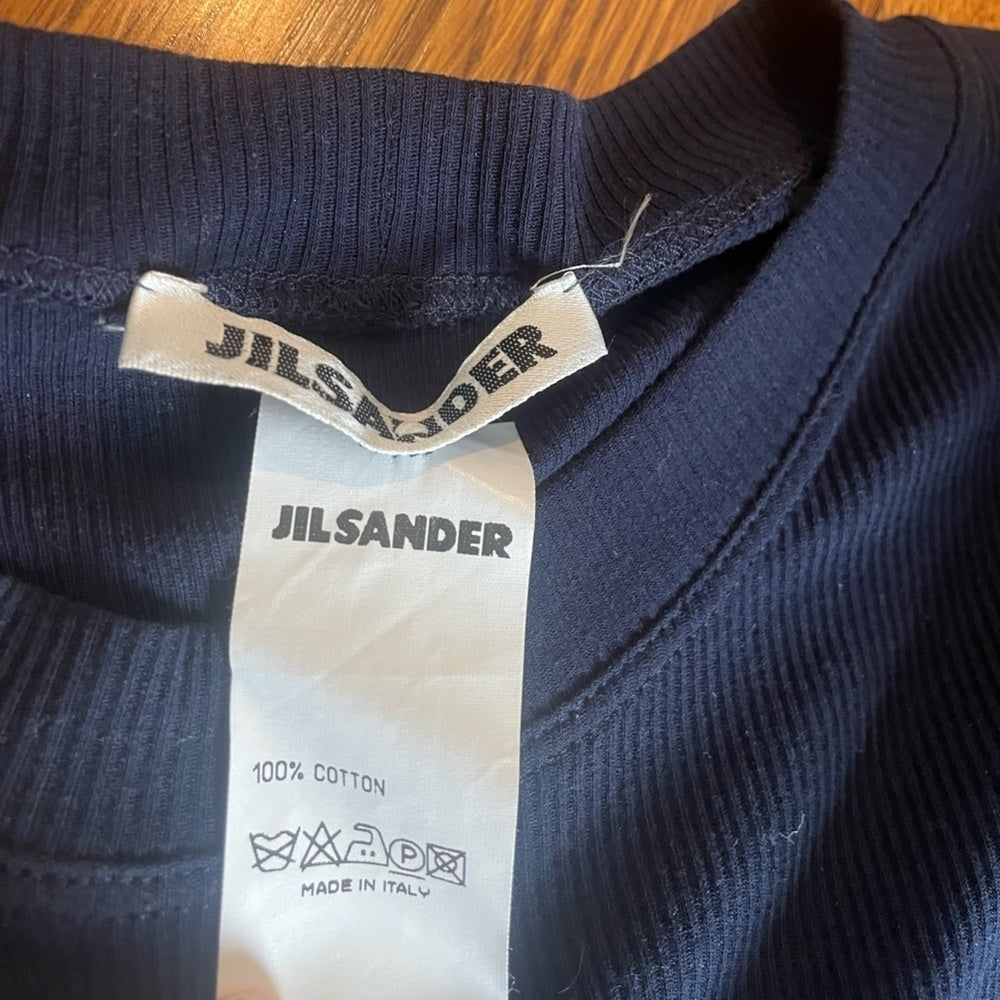 JILSANDER
JILSANDER
100% COTTON
P
MADE IN ITALY